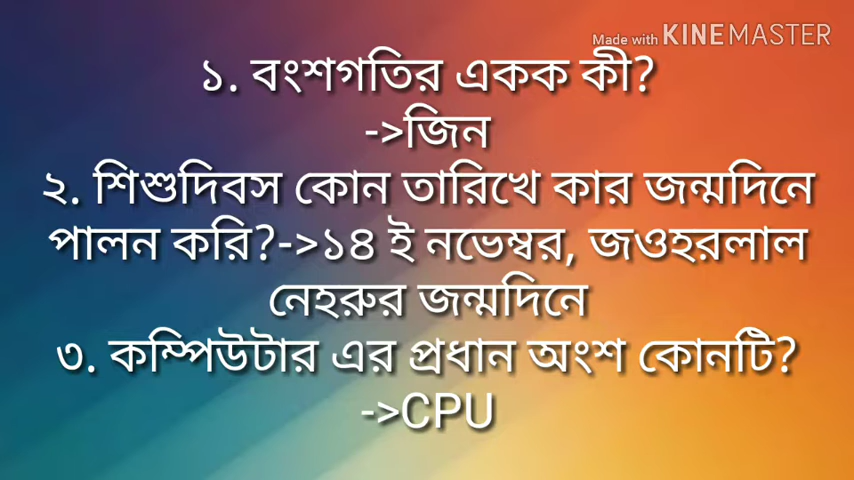 Made with KINEMASTER
১. বংশগতির একক কী?
->জিন
২. শিশুদিবস কোন তারিখে কার জন্মদিনে
পালন করি?->১৪ ই নভেম্বর, জওহরলাল
নেহরুর জন্মদিনে
৩. কম্পিউটার এর প্রধান অংশ কোনটি?
->CPU